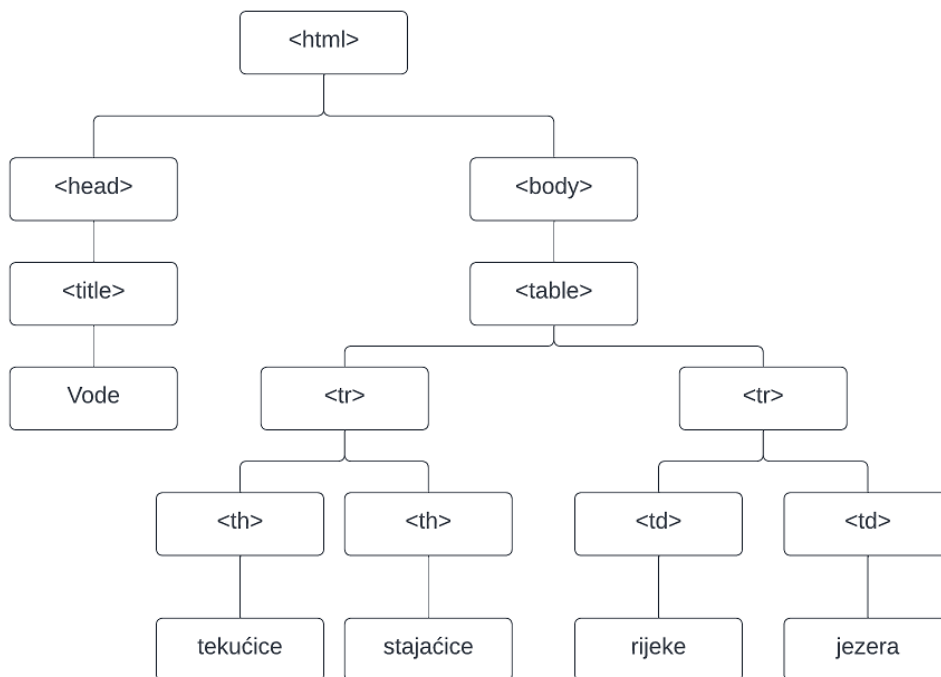 <html>
<head>
<body>
<title>
<table>
Vode
<tr>
<tr>
<th>
<th>
<td>
<td>
tekućice
stajaćice
rijeke
jezera